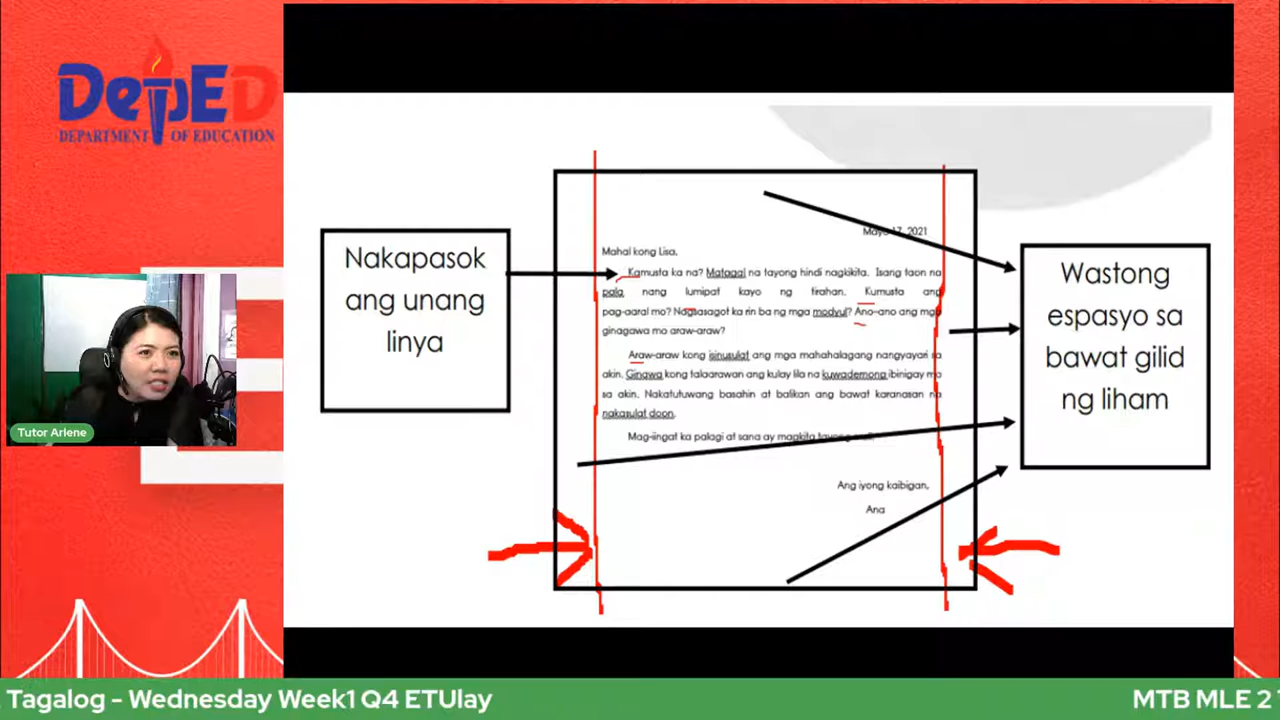 DepED
DEPARTMENT OF EDUCATION
Nakapasok
ang unang
linya
Mayo 17, 2021
Mahal kong Lisa,
Kamusta ka na? Matagal na tayong hindi nagkikita. Isang taon na
pala nang lumipat kayo ng tirahan. Kumusta ang
pag-aaral mo? Nagsasagot ka rin ba ng mga modyul? Ano-ano ang mga
ginagawa mo araw-araw?
Araw-araw kong isinusulat ang mga mahahalagang nangyayari sa
akin. Ginawa kong talaarawan ang kulay lila na kuwadernong ibinigay mo
sa akin. Nakatutuwang basahin at balikan ang bawat karanasan na
nakasulat doon.
Mag-iingat ka palagi at sana ay magkita tayong
Ang iyong kaibigan,
Ana
Wastong
espasyo sa
bawat gilid
ng liham
Tutor Arlene
Tagalog - Wednesday Week1 Q4 ETUlay
MTB MLE 2